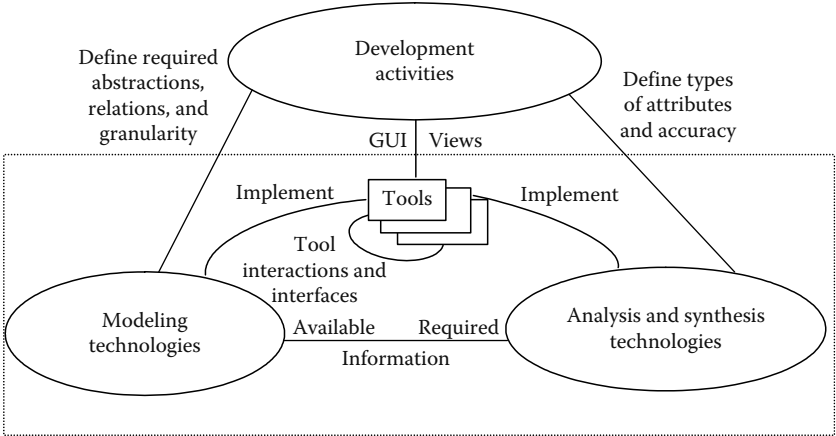 Development
activities
Define required
abstractions,
relations, and
granularity
Define types
of attributes
and accuracy
GUI
Views
Implement
Tools
Implement
Tool
interactions and
interfaces
Modeling
technologies
Available
Required
Information
Analysis and synthesis
technologies